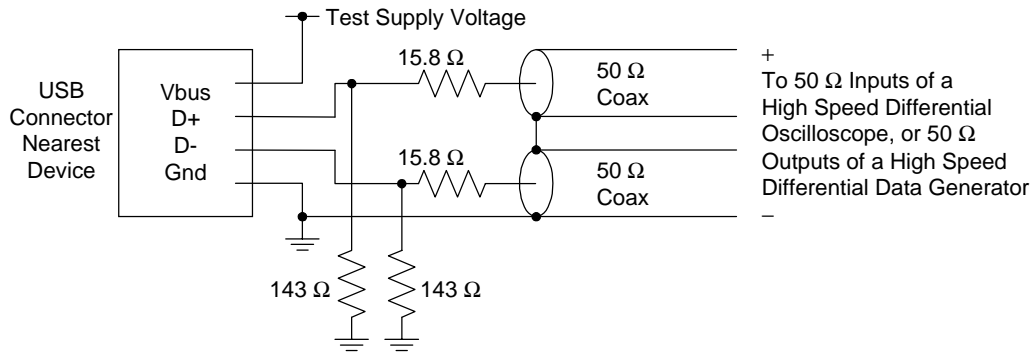 Test Supply Voltage
USB
Connector
Nearest
Device
Vbus
D+
D-
Gnd
15.8 Ω
50 Ω
Coax
15.8 Ω
50 Ω
Coax
+
To 50 Ω Inputs of a
High Speed Differential
Oscilloscope, or 50 Ω
Outputs of a High Speed
Differential Data Generator
−
143 Ω
143 Ω